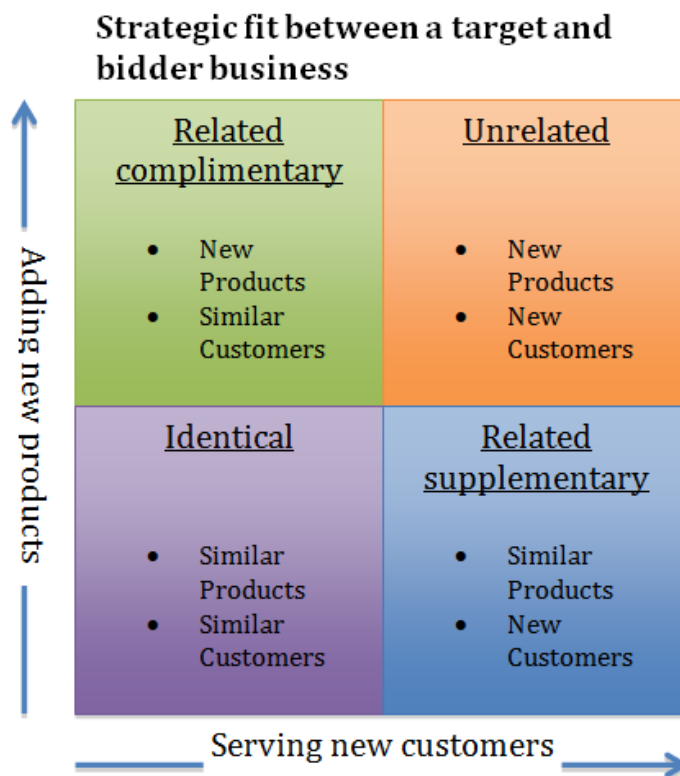 Strategic fit between a target and
bidder business
Related
complimentary
• New
Products
• Similar
Customers
Unrelated
• New
Products
• New
Customers
Identical
• Similar
Products
• Similar
Customers
Related
supplementary
• Similar
Products
• New
Customers
Adding new products
Serving new customers